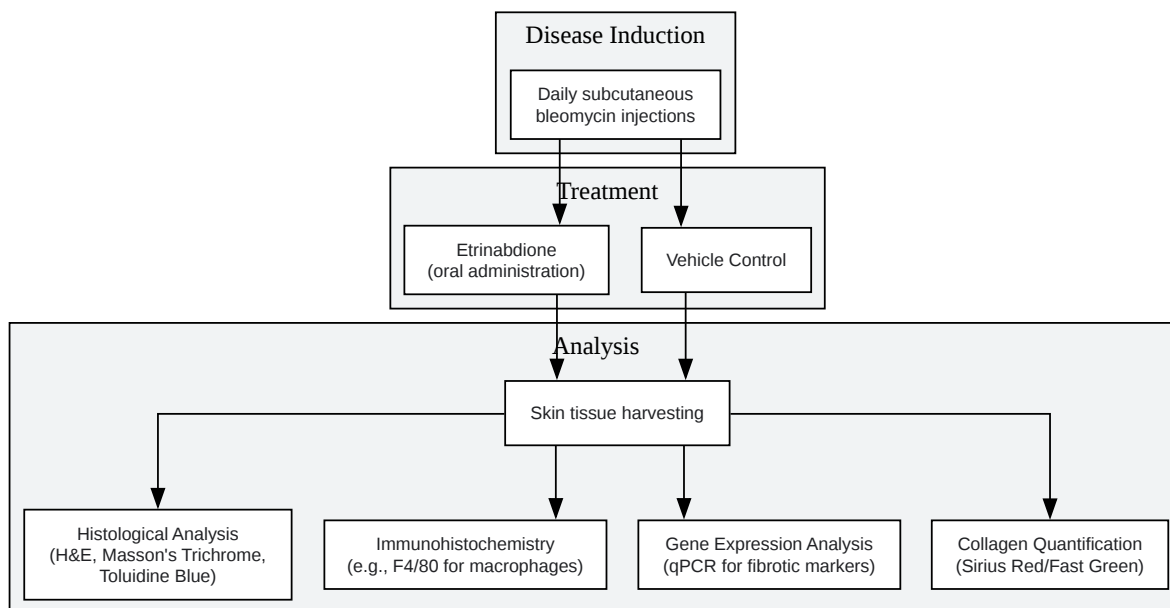 Disease Induction
Daily subcutaneous
bleomycin injections
Treatment
Etrinabdione
(oral administration)
Vehicle Control
Analysis
Skin tissue harvesting
Histological Analysis
(H&E, Masson's Trichrome,
Toluidine Blue)
Immunohistochemistry
(e.g., F4/80 for macrophages)
Gene Expression Analysis
(qPCR for fibrotic markers)
Collagen Quantification
(Sirius Red/Fast Green)